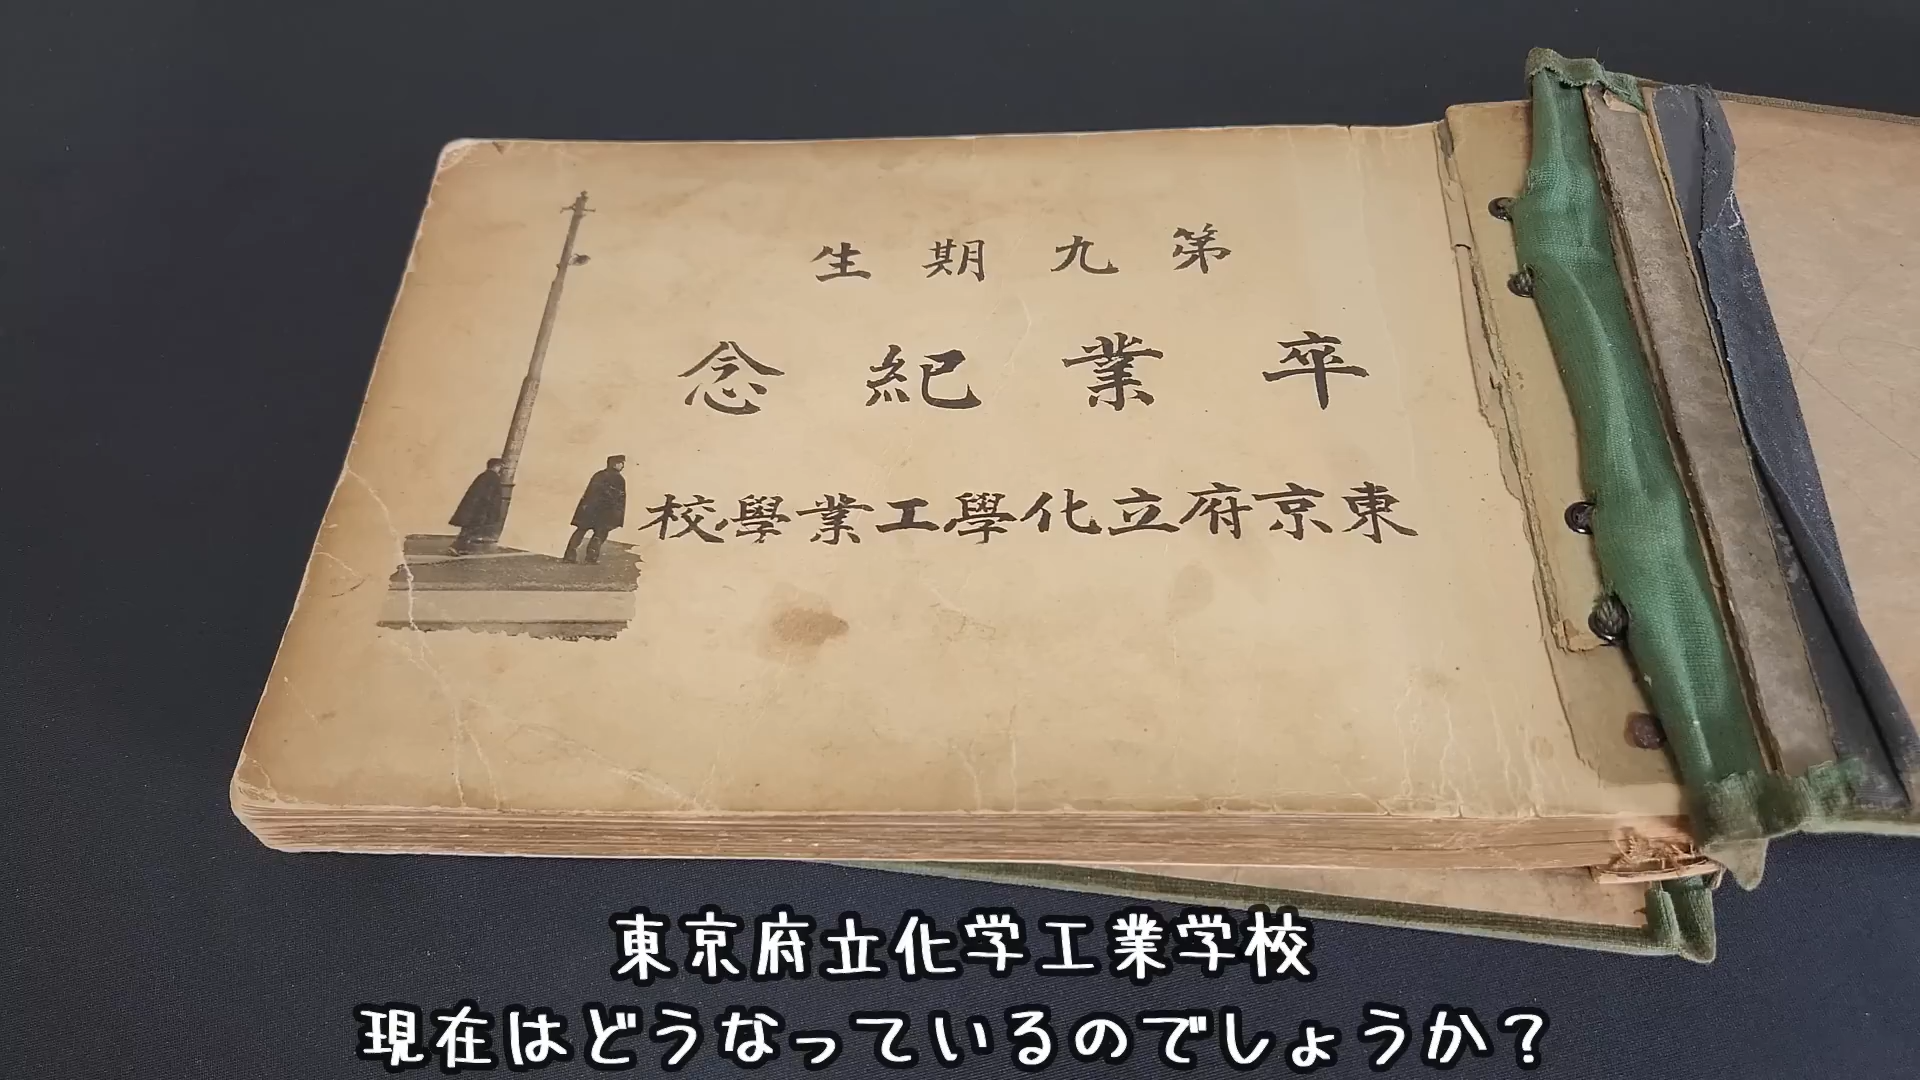 第九期生
卒業紀念
東京府立化學工業學校
東京府立化学工業学校
現在はどうなっているのでしょうか？